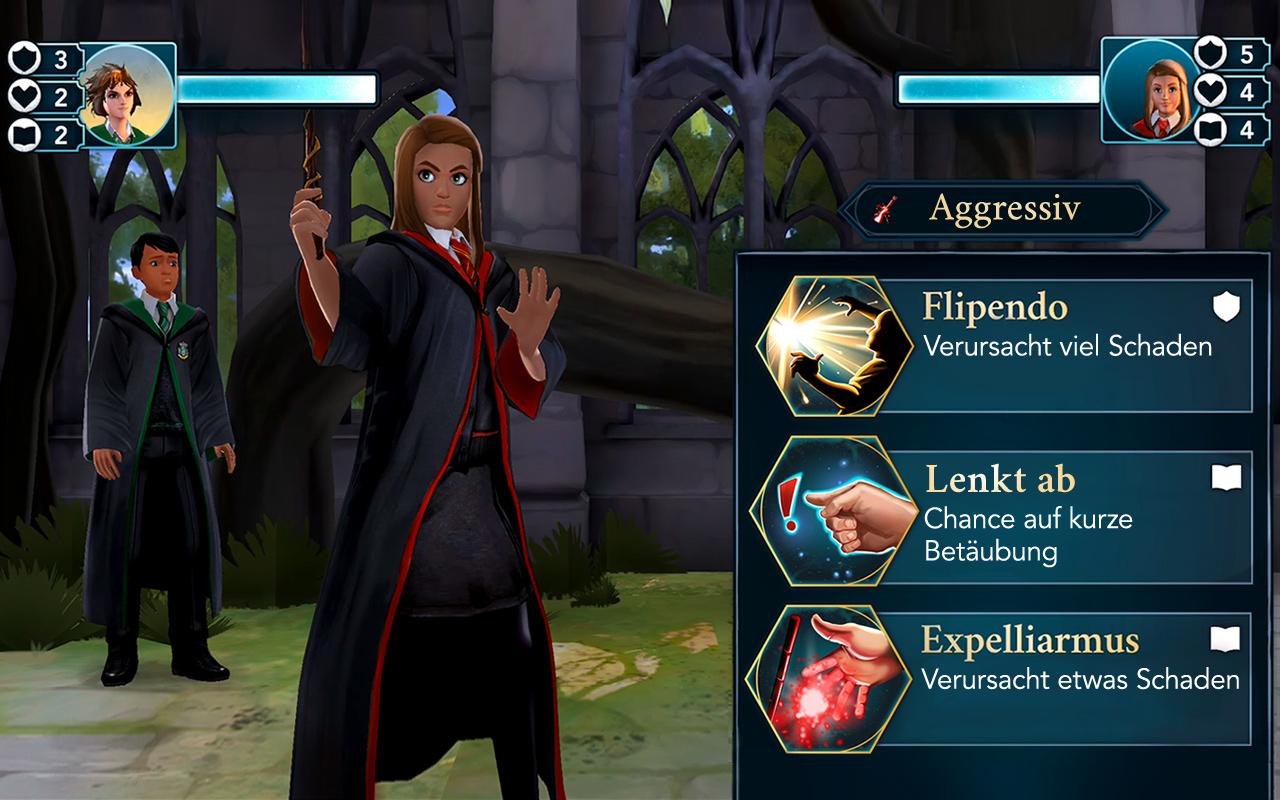 3
2
2
5
4
4
Aggressiv
Flipendo
Verursacht viel Schaden
Lenkt ab
Chance auf kurze
Betäubung
Expelliarmus
Verursacht etwas Schaden